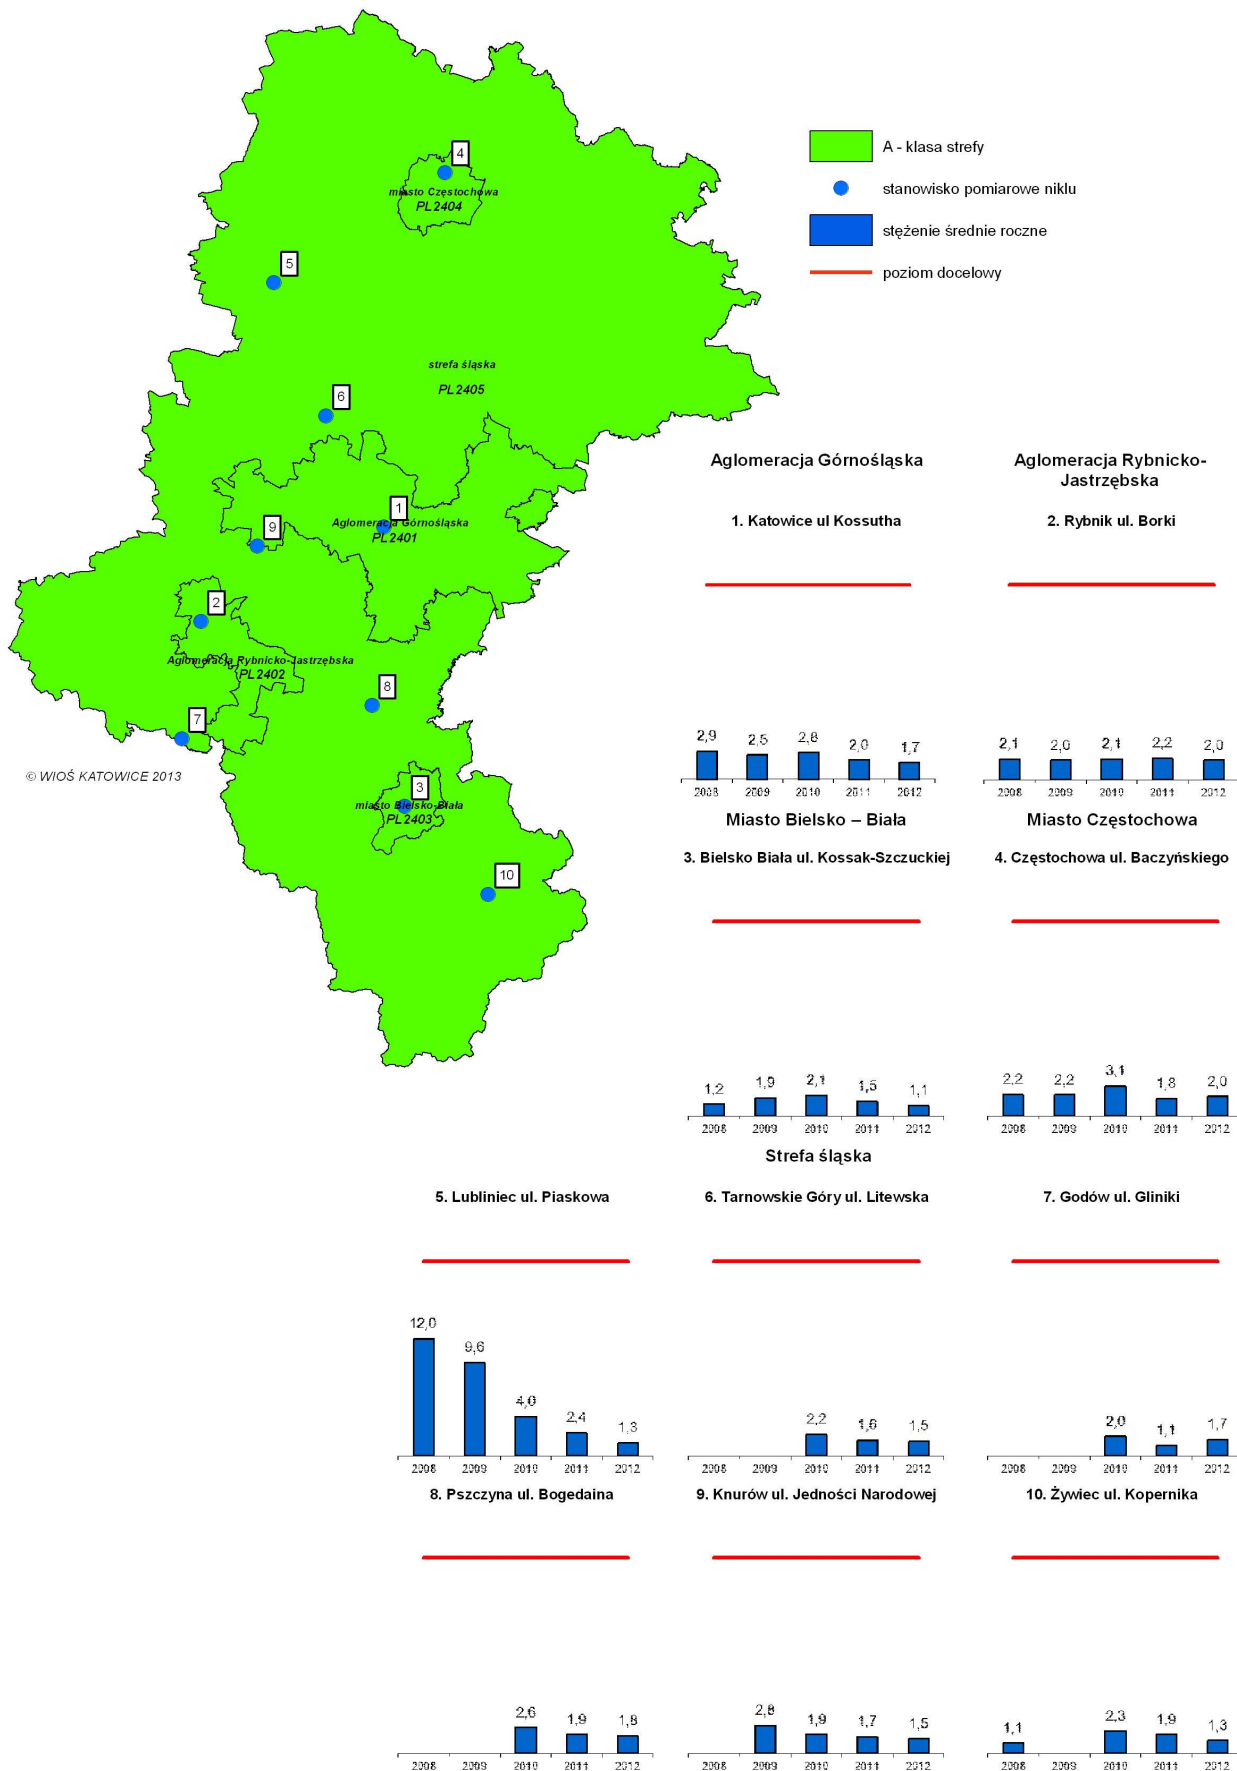 A - klasa strefy
stanowisko pomiarowe niklu
stężenie średnie roczne
poziom docelowy
4
miasto Częstochowa
PL2404
5
strefa śląska
PL2405
6
1
Aglomeracja Górnośląska
PL2401
9
2
Aglomeracja Rybnicko-Jastrzębska
PL2402
8
7
© WIOŚ KATOWICE 2013
3
miasto Bielsko-Biała
PL2403
10
Aglomeracja Górnośląska
1. Katowice ul Kossutha
2,9 2,5 2,8 2,0 1,7
2008 2009 2010 2011 2012
Aglomeracja Rybnicko-
Jastrzębska
2. Rybnik ul. Borki
2,1 2,0 2,1 2,2 2,0
2008 2009 2010 2011 2012
Miasto Bielsko – Biała
3. Bielsko Biała ul. Kossak-Szczuckiej
1,2 1,9 2,1 1,5 1,1
2008 2009 2010 2011 2012
Miasto Częstochowa
4. Częstochowa ul. Baczyńskiego
2,2 2,2 3,1 1,8 2,0
2008 2009 2010 2011 2012
Strefa śląska
5. Lubliniec ul. Piaskowa
12,0 9,6 4,0 2,4 1,3
2008 2009 2010 2011 2012
6. Tarnowskie Góry ul. Litewska
2,2 1,6 1,5
2008 2009 2010 2011 2012
7. Godów ul. Gliniki
2,0 1,1 1,7
2008 2009 2010 2011 2012
8. Pszczyna ul. Bogedaina
2,6 1,9 1,8
2008 2009 2010 2011 2012
9. Knurów ul. Jedności Narodowej
2,8 1,9 1,7 1,5
2008 2009 2010 2011 2012
10. Żywiec ul. Kopernika
1,1 2,3 1,9 1,3
2008 2009 2010 2011 2012